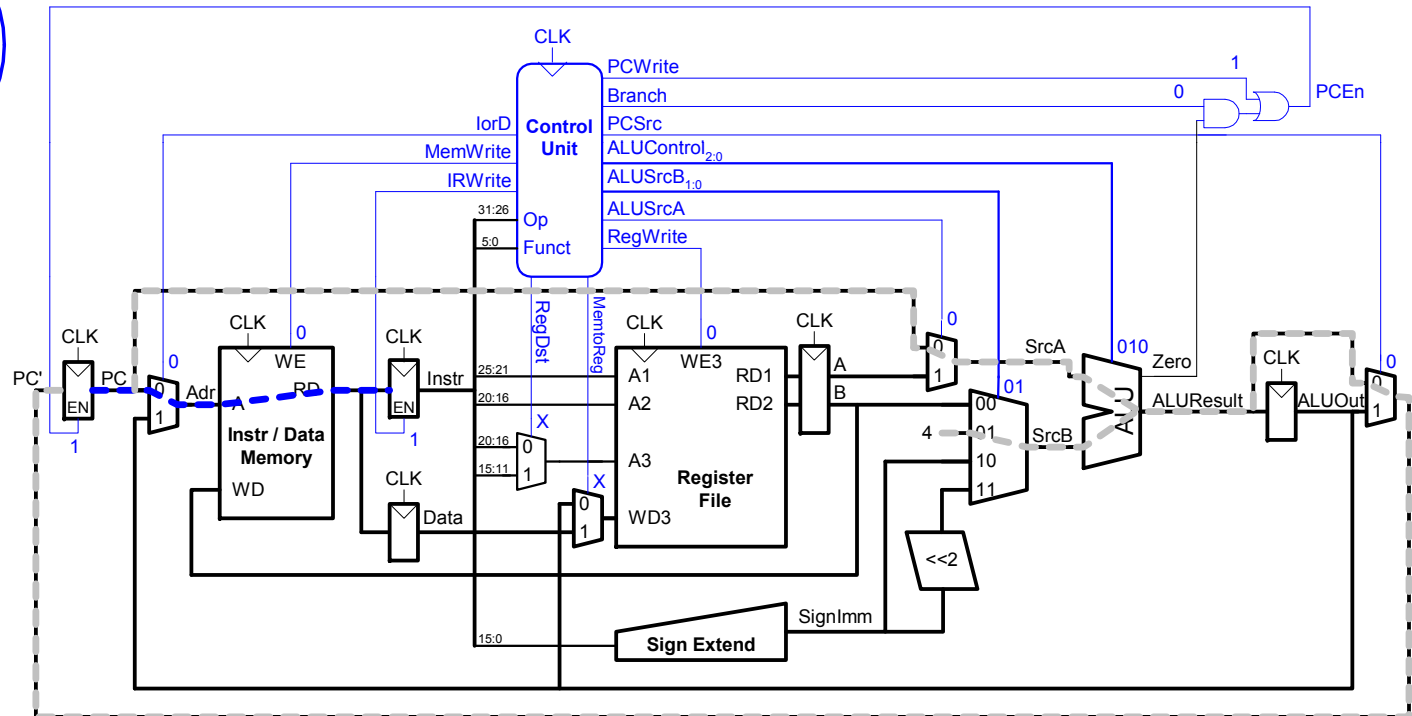 CLK
PCWrite
1
Branch
0
PCEn
IorD
Control
Unit
PCSrc
MemWrite
ALUControl2:0
IRWrite
ALUSrcB1:0
31:26
Op
ALUSrcA
5:0
Funct
RegWrite
RegDst
MemtoReg
CLK
0
CLK
0
CLK
1
CLK
0
CLK
0
010
CLK
0
PC'
EN
1
PC
0
1
Adr
WE
A
RD
Instr / Data
Memory
WD
EN
1
Instr
CLK
Data
25:21
20:16
20:16
15:11
X
0
1
X
0
1
A1
A2
A3
WD3
WE3
RD1
RD2
Register
File
A
B
0
1
SrcA
01
00
01
10
11
4
SrcB
ALU
Zero
ALUResult
ALUOut
0
1
<<2
SignImm
15:0
Sign Extend